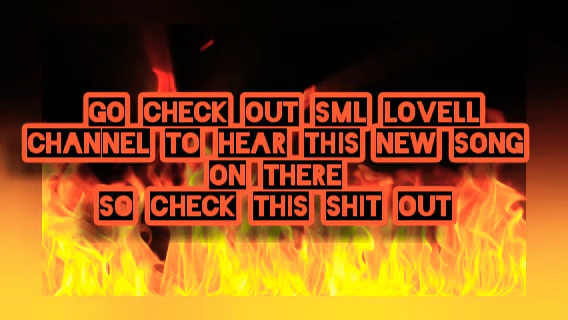 GO CHECK OUT SML LOVELL
CHANNEL TO HEAR THIS NEW SONG
ON THERE
SO CHECK THIS SHIT OUT